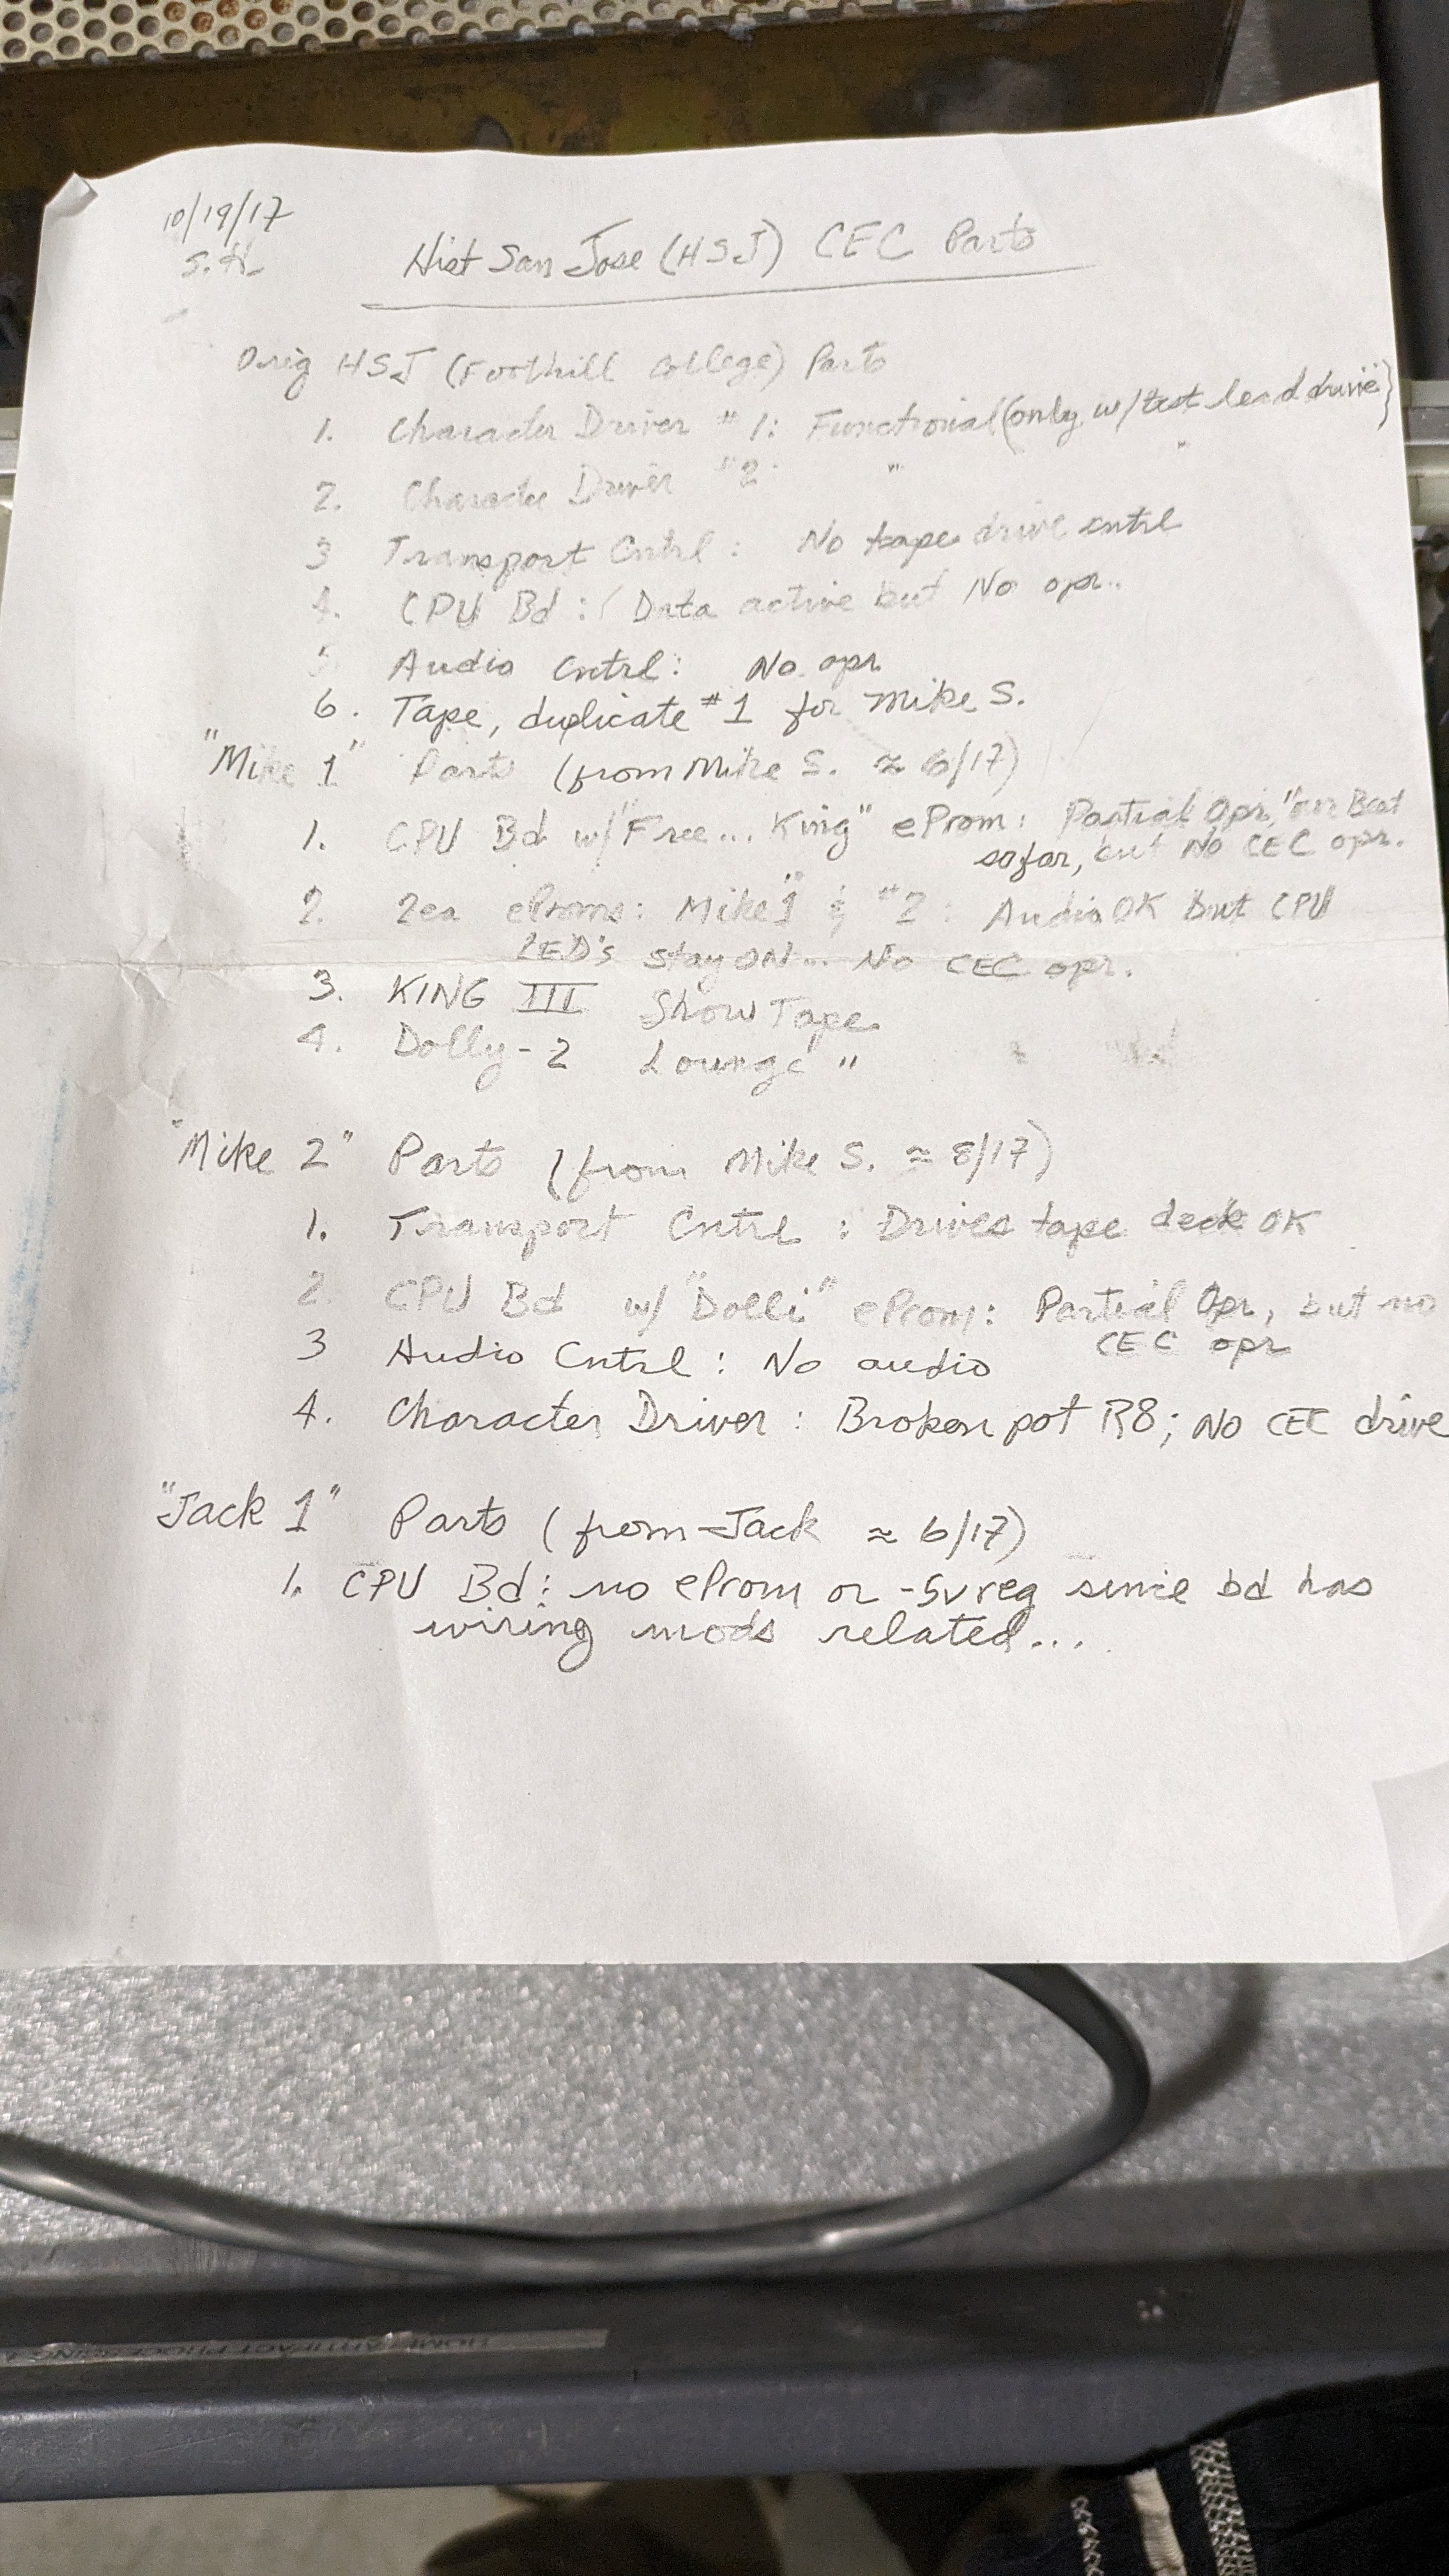 10/19/17
S.H.
Hist San Jose (HSJ) CEC Parts
Orig HSJ (Foothill College) Parts
1. Character Driver #1: Functional (only w/test lead drive)
2. Character Driver #2: " "
3 Transport Cntrl: No tape drive cntrl
4. CPU Bd: Data active but No opr..
5. Audio Cntrl: No opr.
6. Tape, duplicate #1 for Mike S.
"Mike 1" Parts (from Mike S. ≈ 6/17)
1. CPU Bd w/"Free... King" eProm: Partial Opr, Best
so far, but No CEC opr.
2. 2ea eProms: Mike "1 & #2: Audio OK but CPU
LED's stay ON... No CEC opr.
3. KING III Show Tape
4. Dolly-2 Lounge "
"Mike 2" Parts (from Mike S. ≈ 8/17)
1. Transport Cntrl: Drives tape deck OK
2. CPU Bd w/"Dolli" eProm: Partial Opr, but no
CEC opr
3 Audio Cntrl: No audio
4. Character Driver: Broken pot R8; No CEC drive
"Jack 1" Parts (from Jack ≈ 6/17)
1. CPU Bd: no eProm or -5v reg since bd has
wiring mods related...